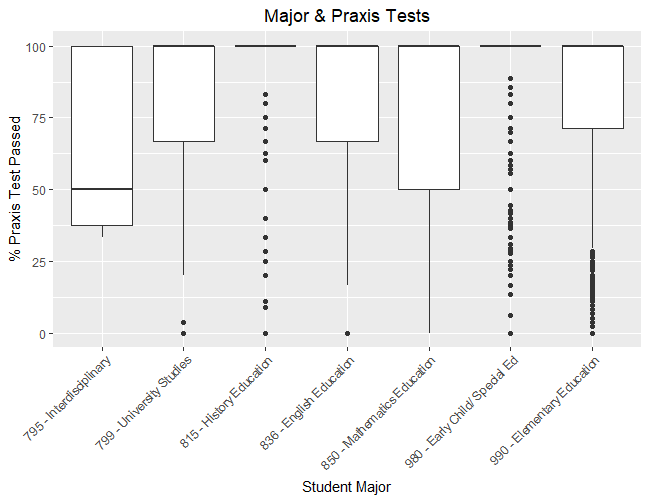 Major & Praxis Tests
% Praxis Test Passed
100
75
50
25
0
795 - Interdisciplinary
799 - University Studies
815 - History Education
836 - English Education
850 - Mathematics Education
980 - Early Child/ Special Ed
990 - Elementary Education
Student Major